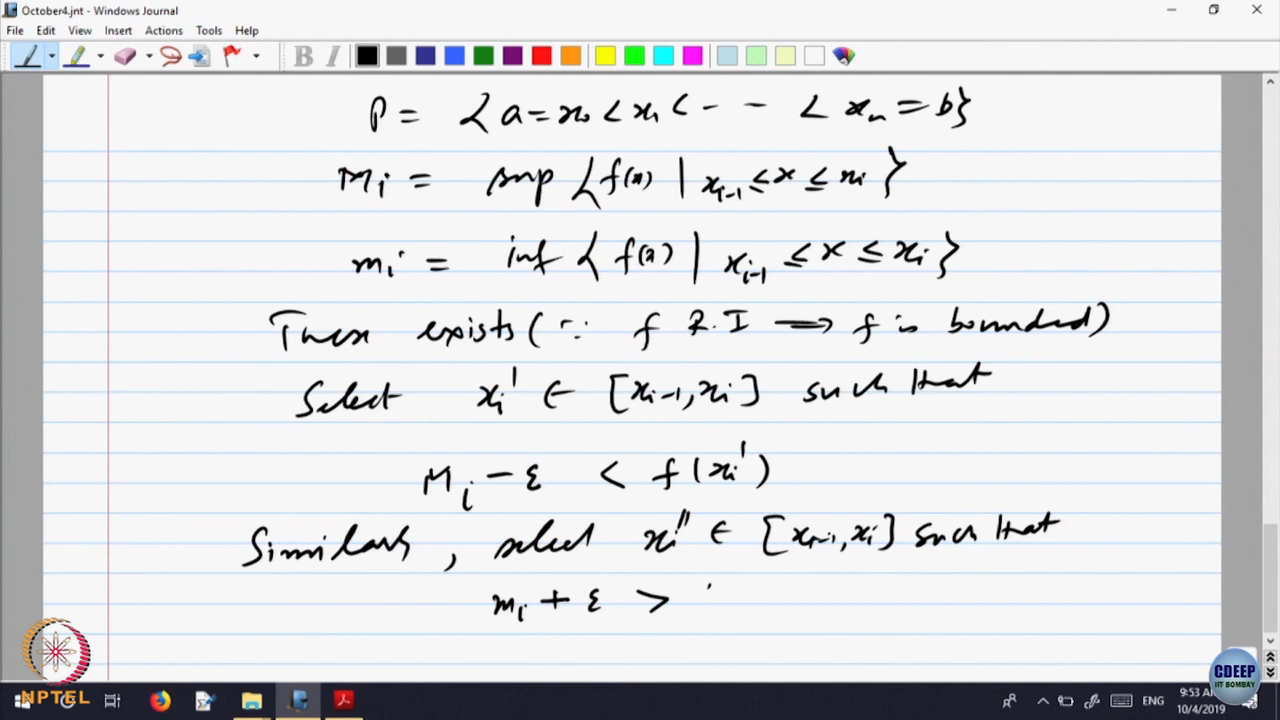 October4.jnt - Windows Journal
File Edit View Insert Actions Tools Help
P = {a = x₀ < x₁ < - - < xₙ = b}
Mᵢ = sup {f(x) | xᵢ₋₁ ≤ x ≤ xᵢ}
mᵢ = inf {f(x) | xᵢ₋₁ ≤ x ≤ xᵢ}
There exists (∵ f R.I ⟹ f is bounded)
Select xᵢ' ∈ [xᵢ₋₁, xᵢ] such that
Mᵢ - ε < f(xᵢ')
Similarly, select xᵢ'' ∈ [xᵢ₋₁, xᵢ] such that
mᵢ + ε >
NPTEL
CDEEP
IIT BOMBAY
ENG
9:53 AM
10/4/2019